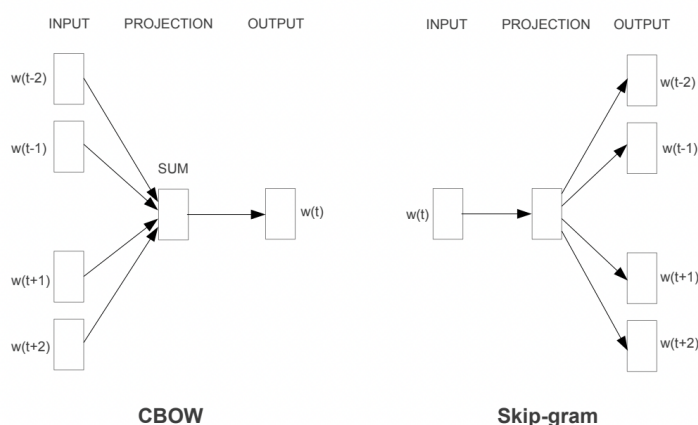 INPUT PROJECTION OUTPUT
w(t-2)
w(t-1)
SUM
w(t)
w(t+1)
w(t+2)
CBOW
INPUT PROJECTION OUTPUT
w(t-2)
w(t-1)
w(t)
w(t+1)
w(t+2)
Skip-gram